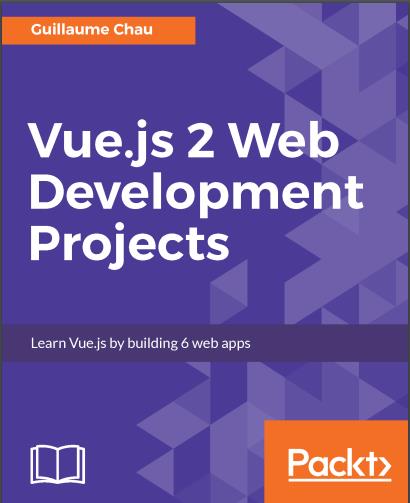 Guillaume Chau
Vue.js 2 Web
Development
Projects
Learn Vue.js by building 6 web apps
Packt>